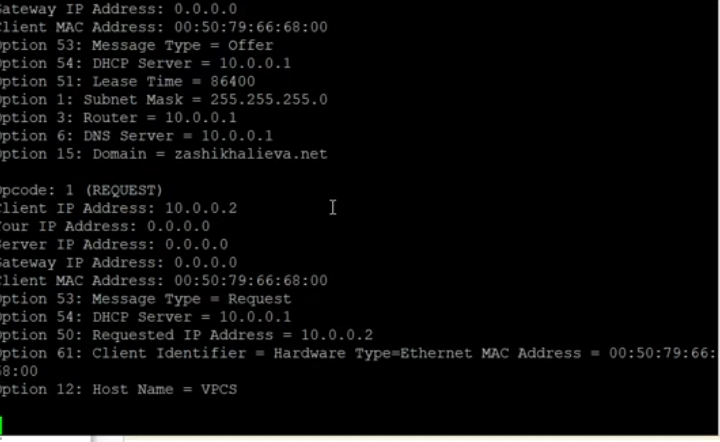 ateway IP Address: 0.0.0.0
lient MAC Address: 00:50:79:66:68:00
ption 53: Message Type = Offer
ption 54: DHCP Server = 10.0.0.1
ption 51: Lease Time = 86400
ption 1: Subnet Mask = 255.255.255.0
ption 3: Router = 10.0.0.1
ption 6: DNS Server = 10.0.0.1
ption 15: Domain = zashikhalieva.net
pcode: 1 (REQUEST)
lient IP Address: 10.0.0.2
our IP Address: 0.0.0.0
erver IP Address: 0.0.0.0
ateway IP Address: 0.0.0.0
lient MAC Address: 00:50:79:66:68:00
ption 53: Message Type = Request
ption 54: DHCP Server = 10.0.0.1
ption 50: Requested IP Address = 10.0.0.2
ption 61: Client Identifier = Hardware Type=Ethernet MAC Address = 00:50:79:66:
68:00
ption 12: Host Name = VPCS